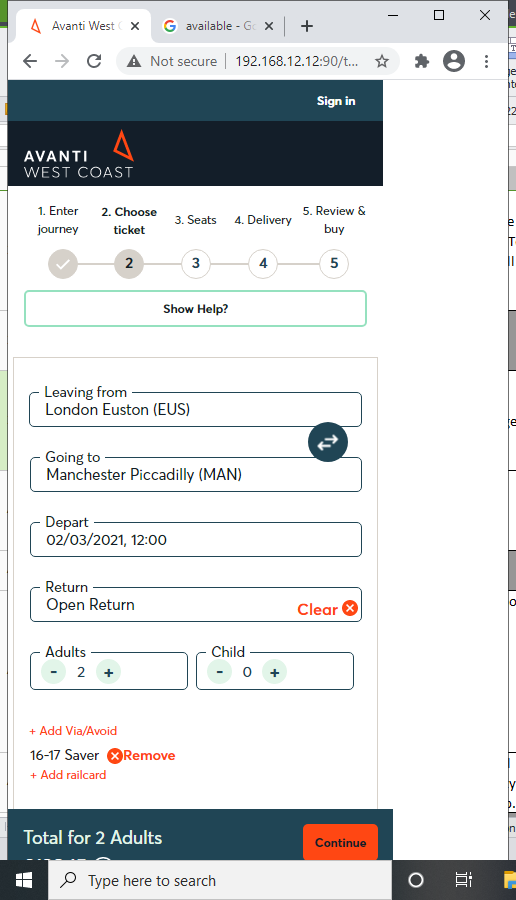 Avanti West C
available - Go
Not secure
192.168.12.12:90/t...
Sign in
AVANTI
WEST COAST
1. Enter journey
2. Choose ticket
3. Seats
4. Delivery
5. Review & buy
2
3
4
5
Show Help?
Leaving from
London Euston (EUS)
Going to
Manchester Piccadilly (MAN)
Depart
02/03/2021, 12:00
Return
Open Return
Clear
Adults
- 2 +
Child
- 0 +
+ Add Via/Avoid
16-17 Saver Remove
+ Add railcard
Total for 2 Adults
Continue
Type here to search